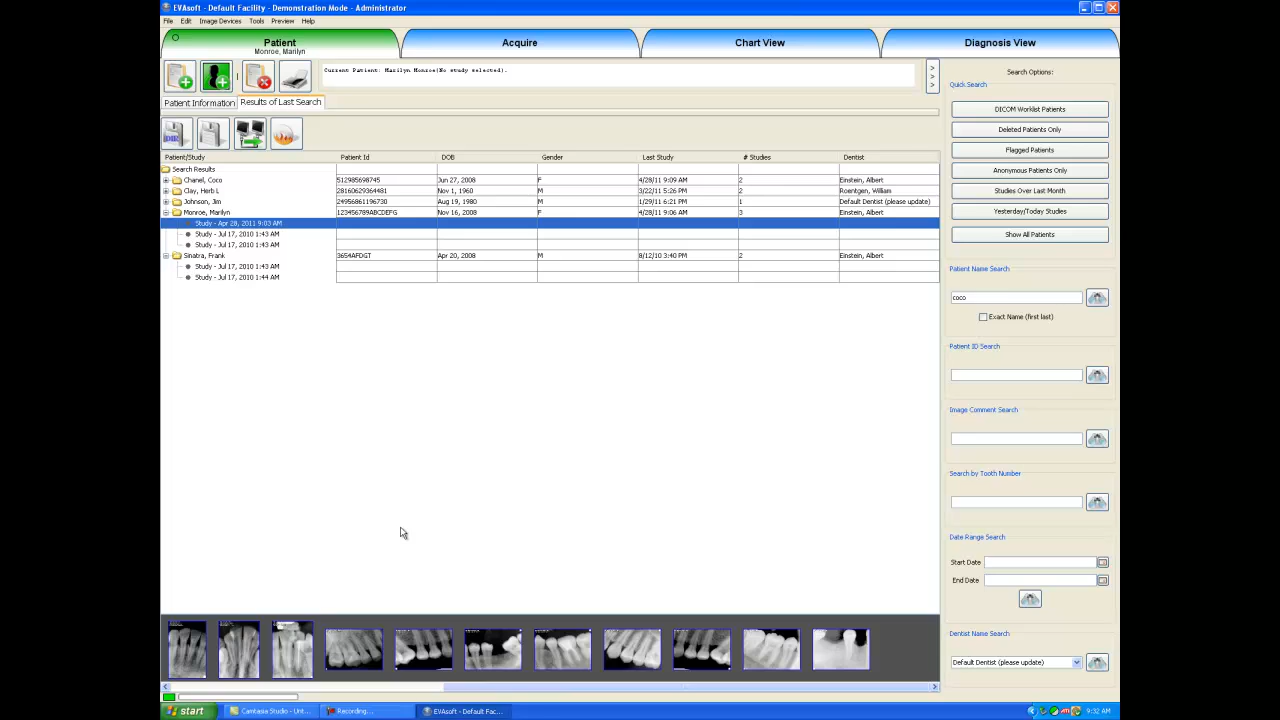 EVAsoft - Default Facility - Demonstration Mode - Administrator
File Edit Image Devices Tools Preview Help
Patient
Monroe, Marilyn
Acquire
Chart View
Diagnosis View
Current Patient: Marilyn Monroe(No study selected).
>
>
>
Patient Information
Results of Last Search
Patient/Study Patient Id DOB Gender Last Study # Studies Dentist
Search Results
Chanel, Coco 512985698745 Jun 27, 2008 F 4/28/11 9:09 AM 2 Einstein, Albert
Clay, Herb L 28160629364481 Nov 1, 1960 M 3/22/11 5:26 PM 2 Roentgen, William
Johnson, Jim 24956861196730 Aug 19, 1980 M 1/29/11 6:21 PM 1 Default Dentist (please update)
Monroe, Marilyn 123456789ABCDEFG Nov 16, 2008 F 4/28/11 9:06 AM 3 Einstein, Albert
Study - Apr 28, 2011 9:03 AM
Study - Jul 17, 2010 1:43 AM
Study - Jul 17, 2010 1:43 AM
Sinatra, Frank 3654AFDGT Apr 20, 2008 M 8/12/10 3:40 PM 2 Einstein, Albert
Study - Jul 17, 2010 1:43 AM
Study - Jul 17, 2010 1:44 AM
Search Options:
Quick Search
DICOM Worklist Patients
Deleted Patients Only
Flagged Patients
Anonymous Patients Only
Studies Over Last Month
Yesterday/Today Studies
Show All Patients
Patient Name Search
coco
Exact Name (first last)
Patient ID Search
Image Comment Search
Search by Tooth Number
Date Range Search
Start Date
End Date
Dentist Name Search
Default Dentist (please update)
start
Camtasia Studio - Unt...
Recording...
EVAsoft - Default Fac...
9:32 AM